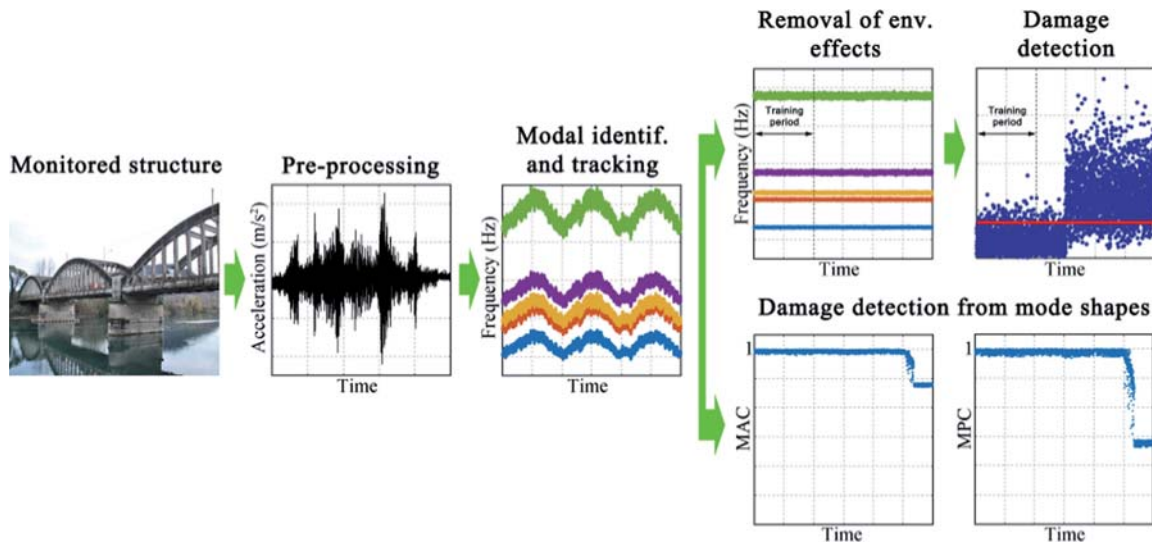 Monitored structure
Pre-processing
Acceleration (m/s²)
Time
Modal identif.
and tracking
Frequency (Hz)
Time
Removal of env.
effects
Frequency (Hz)
Training
period
Time
Damage
detection
Training
period
Time
Damage detection from mode shapes
1
MAC
Time
1
MPC
Time